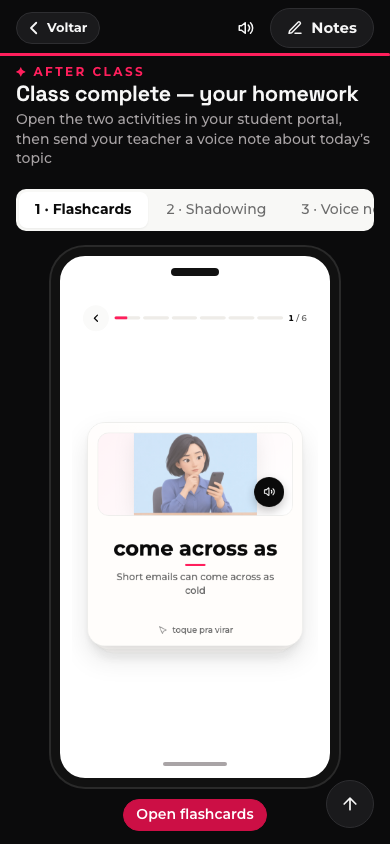 Voltar
Notes
AFTER CLASS
Class complete — your homework
Open the two activities in your student portal,
then send your teacher a voice note about today's
topic
1 · Flashcards
2 · Shadowing
3 · Voice
1 / 6
come across as
Short emails can come across as
cold
toque pra virar
Open flashcards